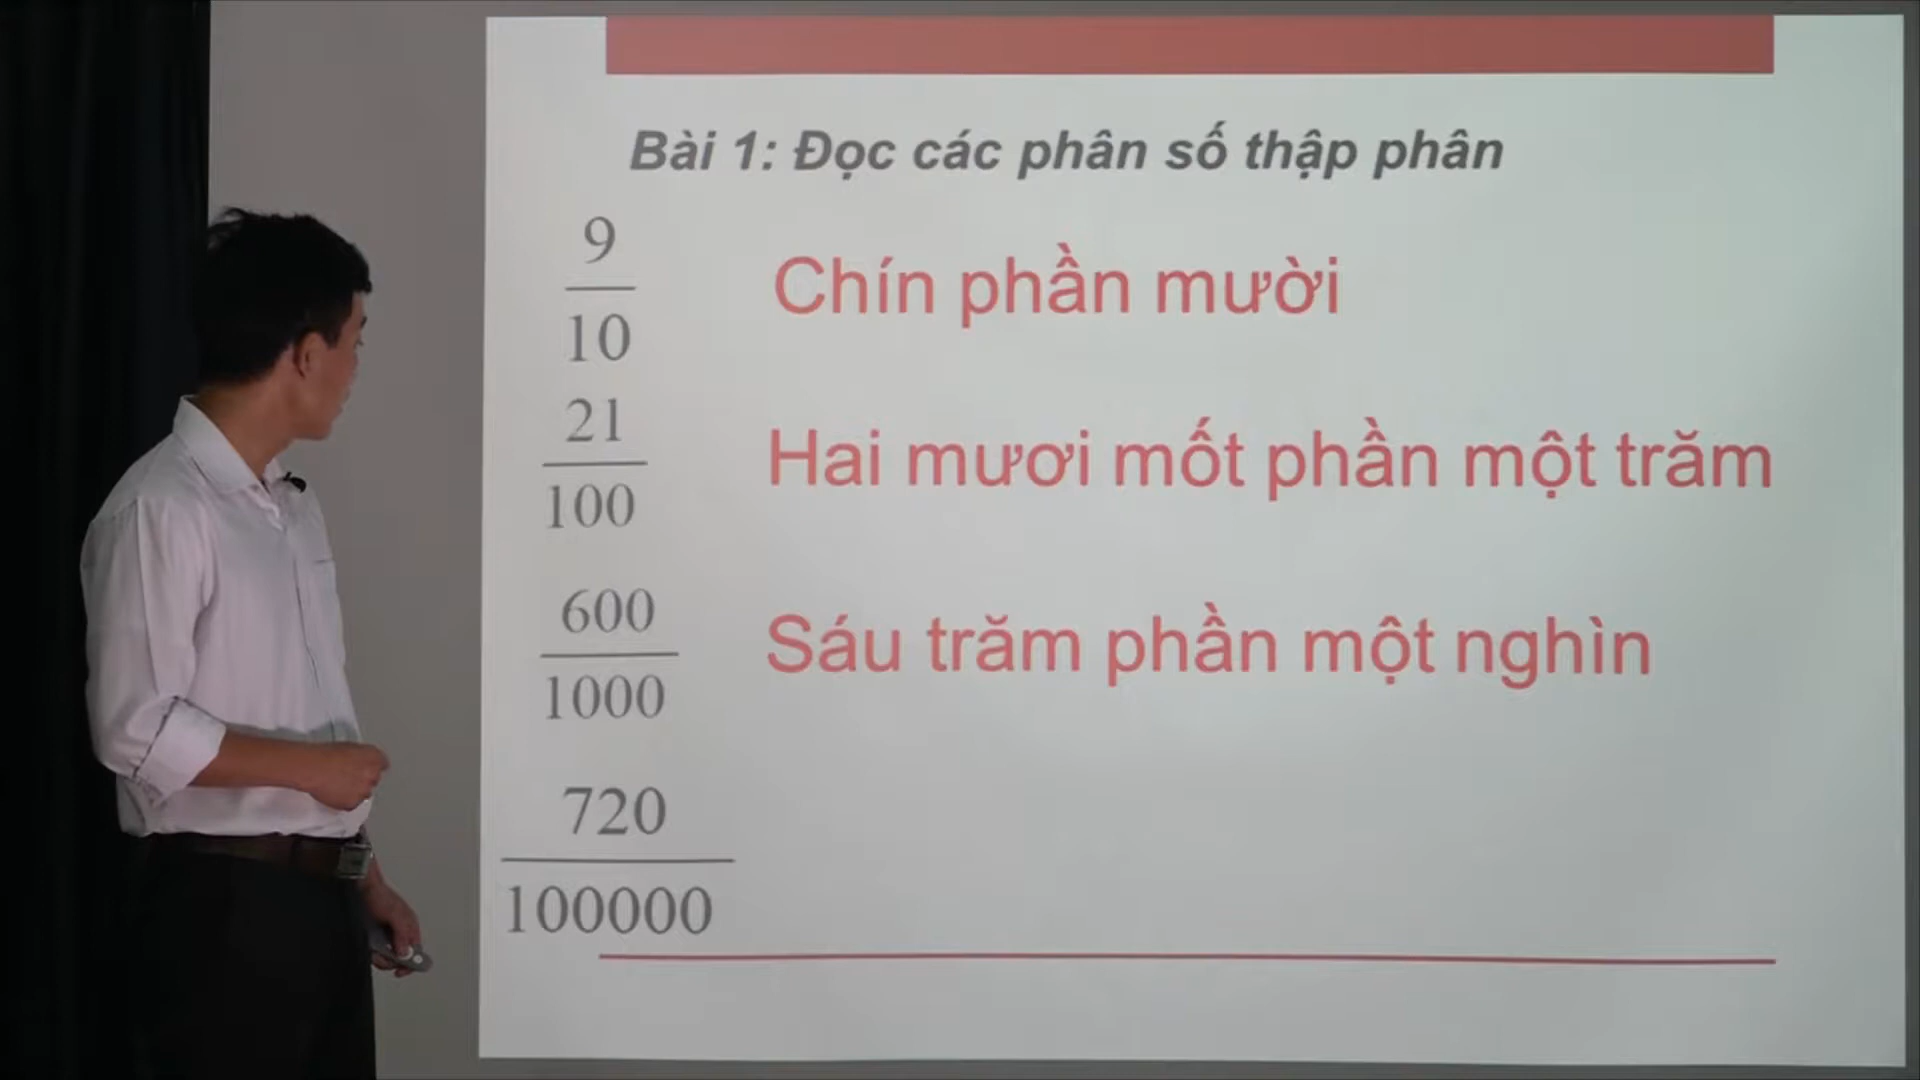 Bài 1: Đọc các phân số thập phân
9
10
Chín phần mười
21
100
Hai mươi mốt phần một trăm
600
1000
Sáu trăm phần một nghìn
720
100000